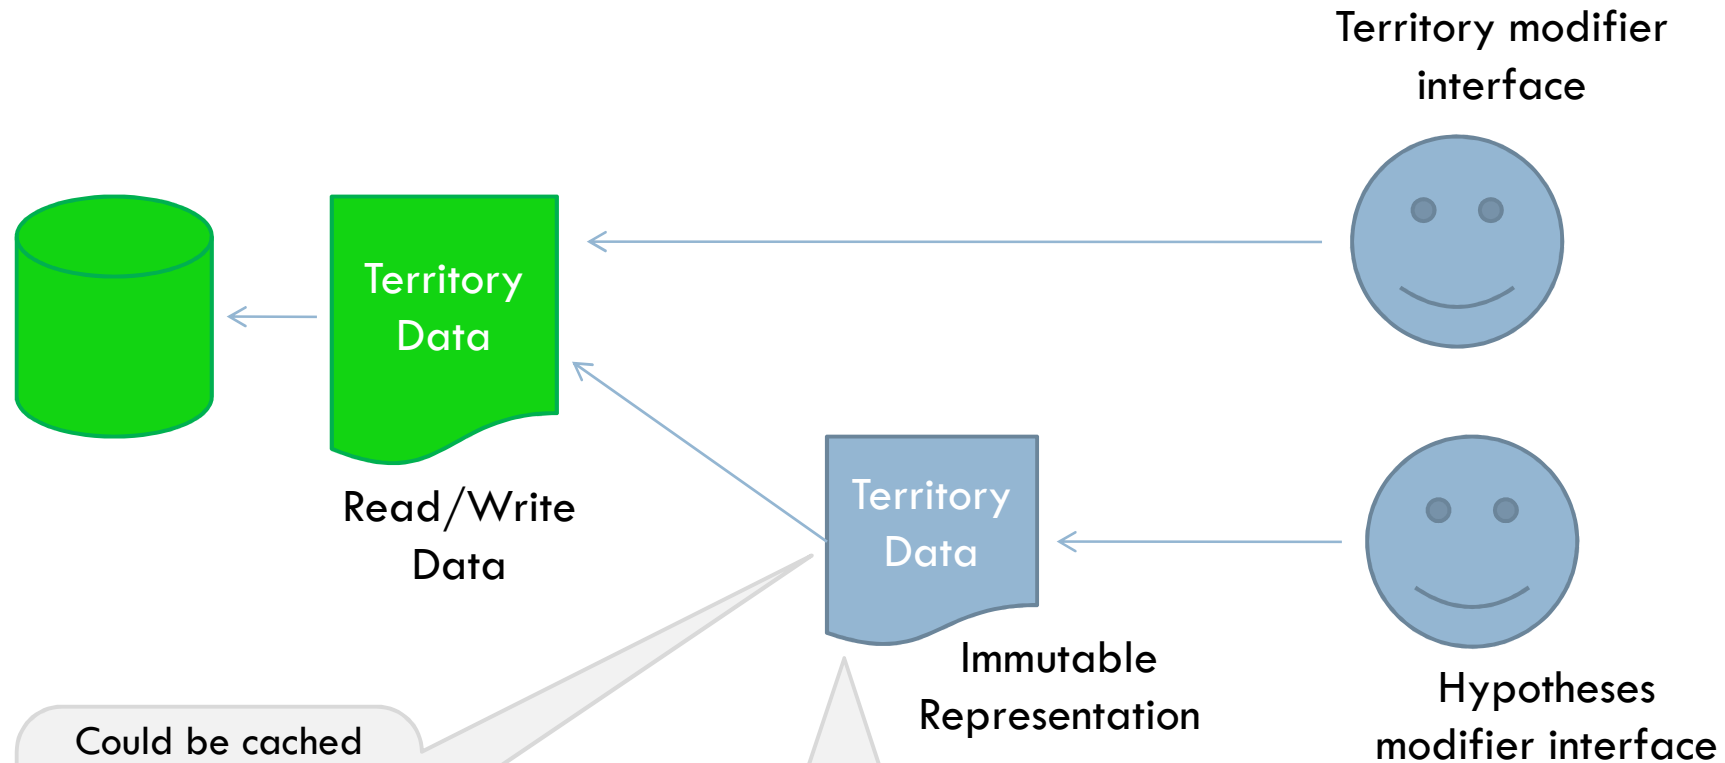 Territory modifier
interface
Territory
Data
Read/Write
Data
Territory
Data
Immutable
Representation
Hypotheses
modifier interface
Could be cached